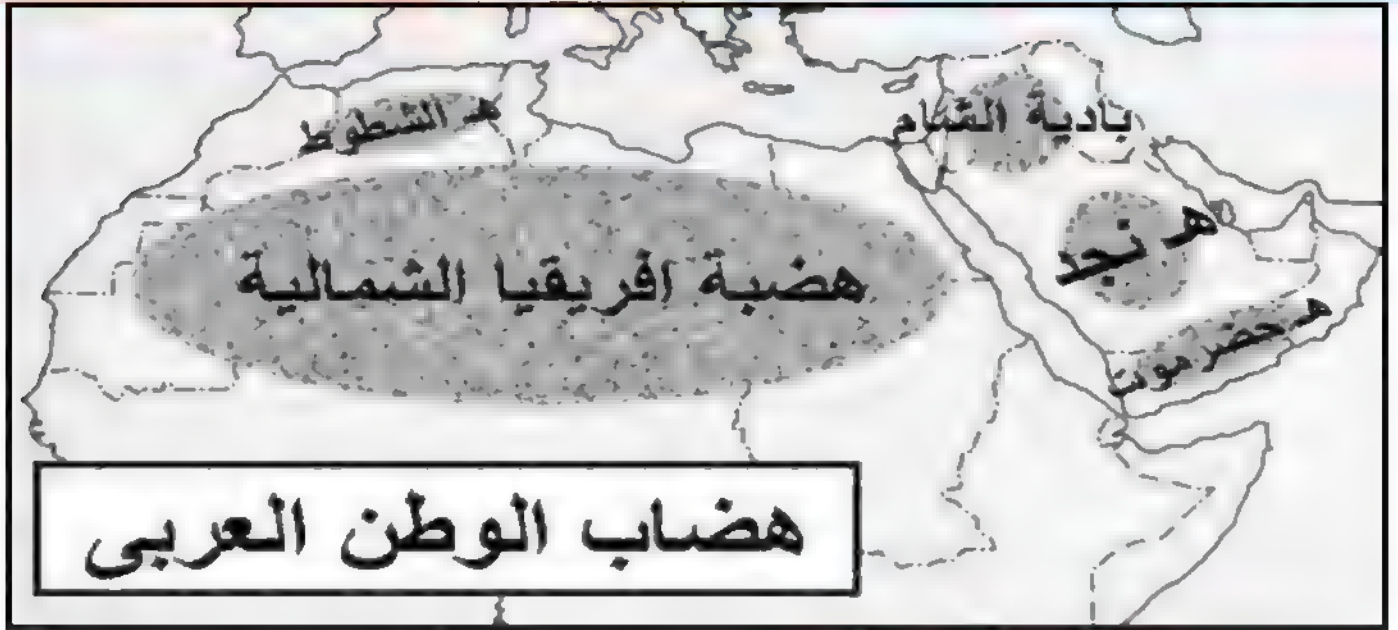 هـ الشطوط
بادية الشام
هـ نجد
هضبة افريقيا الشمالية
هـ حضرموت
هضاب الوطن العربى